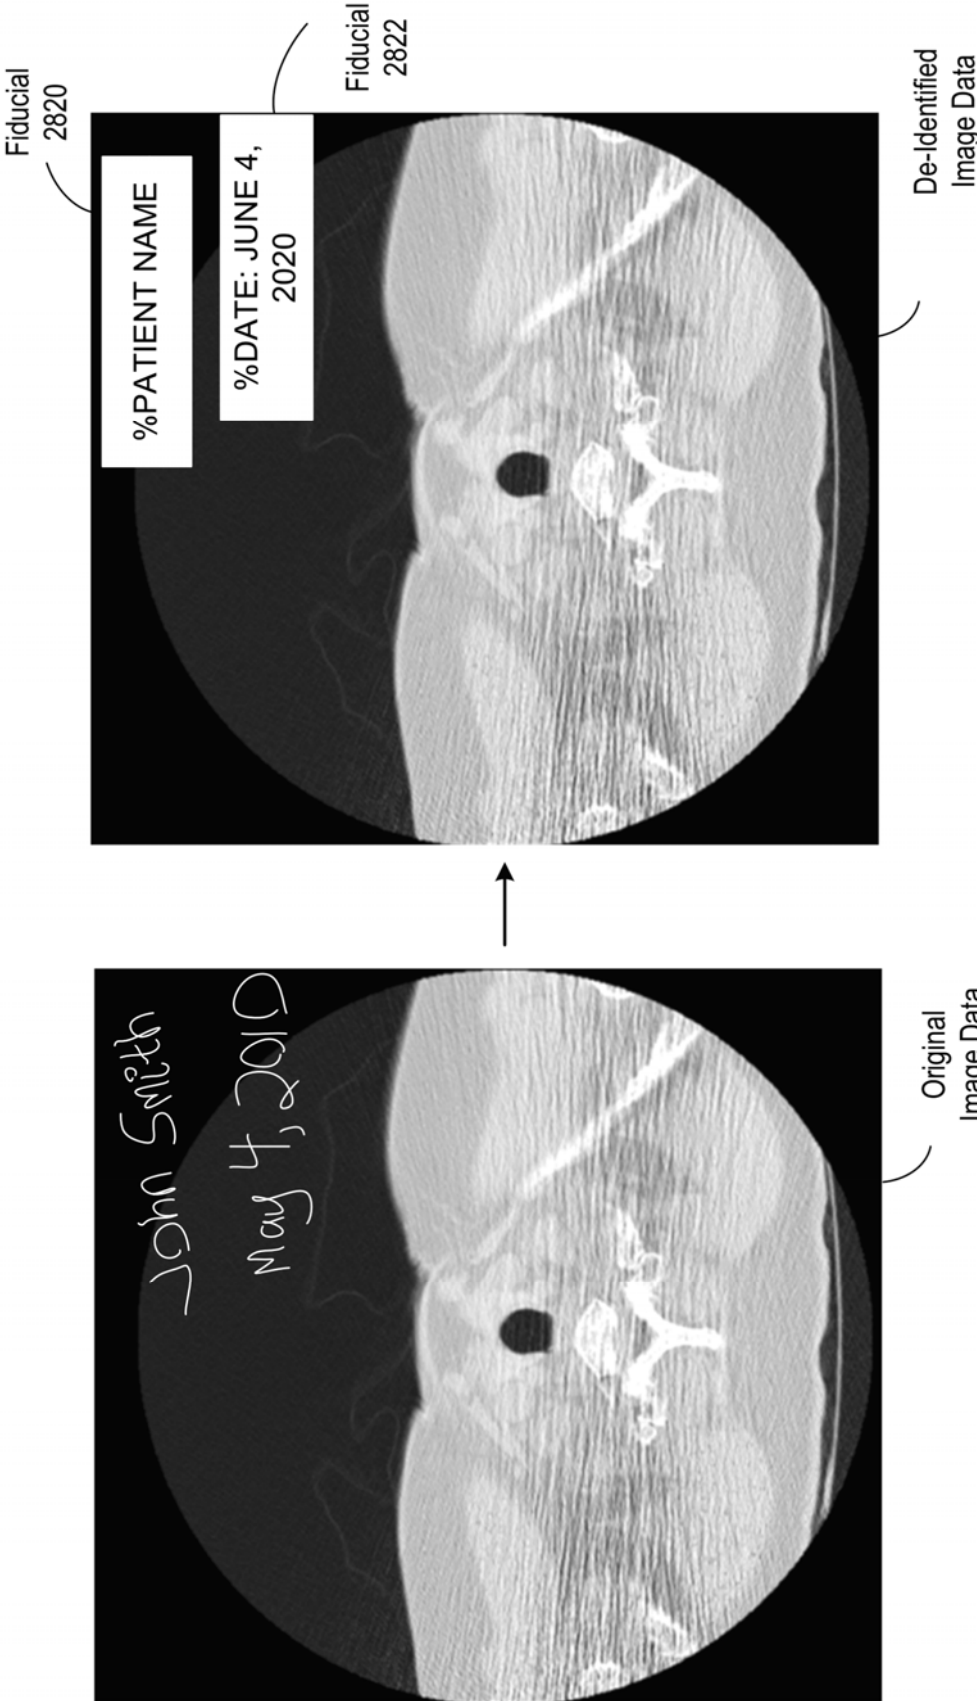 John Smith
May 4, 2010
Original
Image Data
Fiducial
2820
%PATIENT NAME
Fiducial
2822
%DATE: JUNE 4,
2020
De-Identified
Image Data